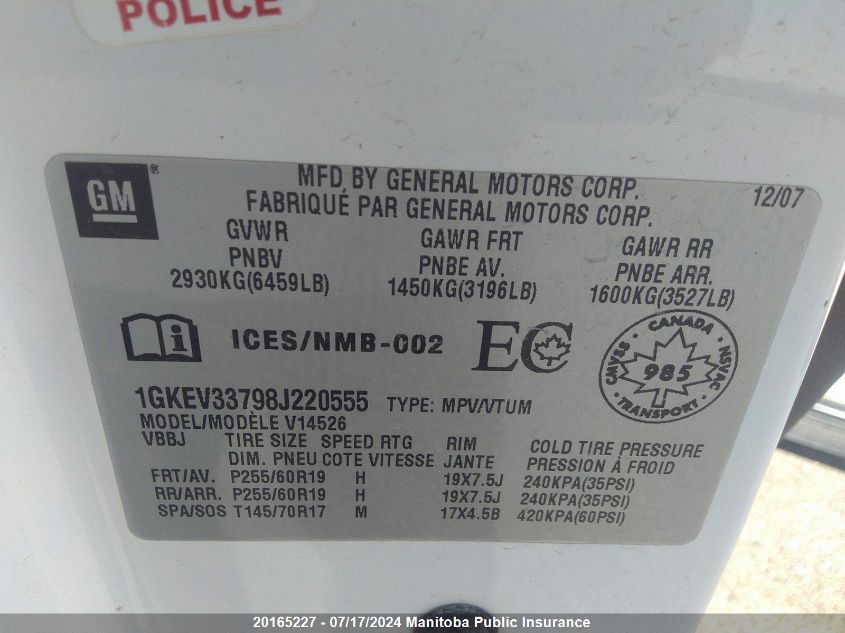 POLICE
GM
MFD. BY GENERAL MOTORS CORP.
12/07
FABRIQUÉ PAR GENERAL MOTORS CORP.
GVWR GAWR FRT GAWR RR
PNBV PNBE AV. PNBE ARR.
2930KG(6459LB) 1450KG(3196LB) 1600KG(3527LB)
i ICES/NMB-002 EC
CANADA
CMVSS 985 NSVAC
TRANSPORT
1GKEV33798J220555 TYPE: MPV/VTUM
MODEL/MODÈLE V14526
VBBJ TIRE SIZE SPEED RTG RIM COLD TIRE PRESSURE
DIM. PNEU COTE VITESSE JANTE PRESSION À FROID
FRT/AV. P255/60R19 H 19X7.5J 240KPA(35PSI)
RR/ARR. P255/60R19 H 19X7.5J 240KPA(35PSI)
SPA/SOS T145/70R17 M 17X4.5B 420KPA(60PSI)
20165227 - 07/17/2024 Manitoba Public Insurance